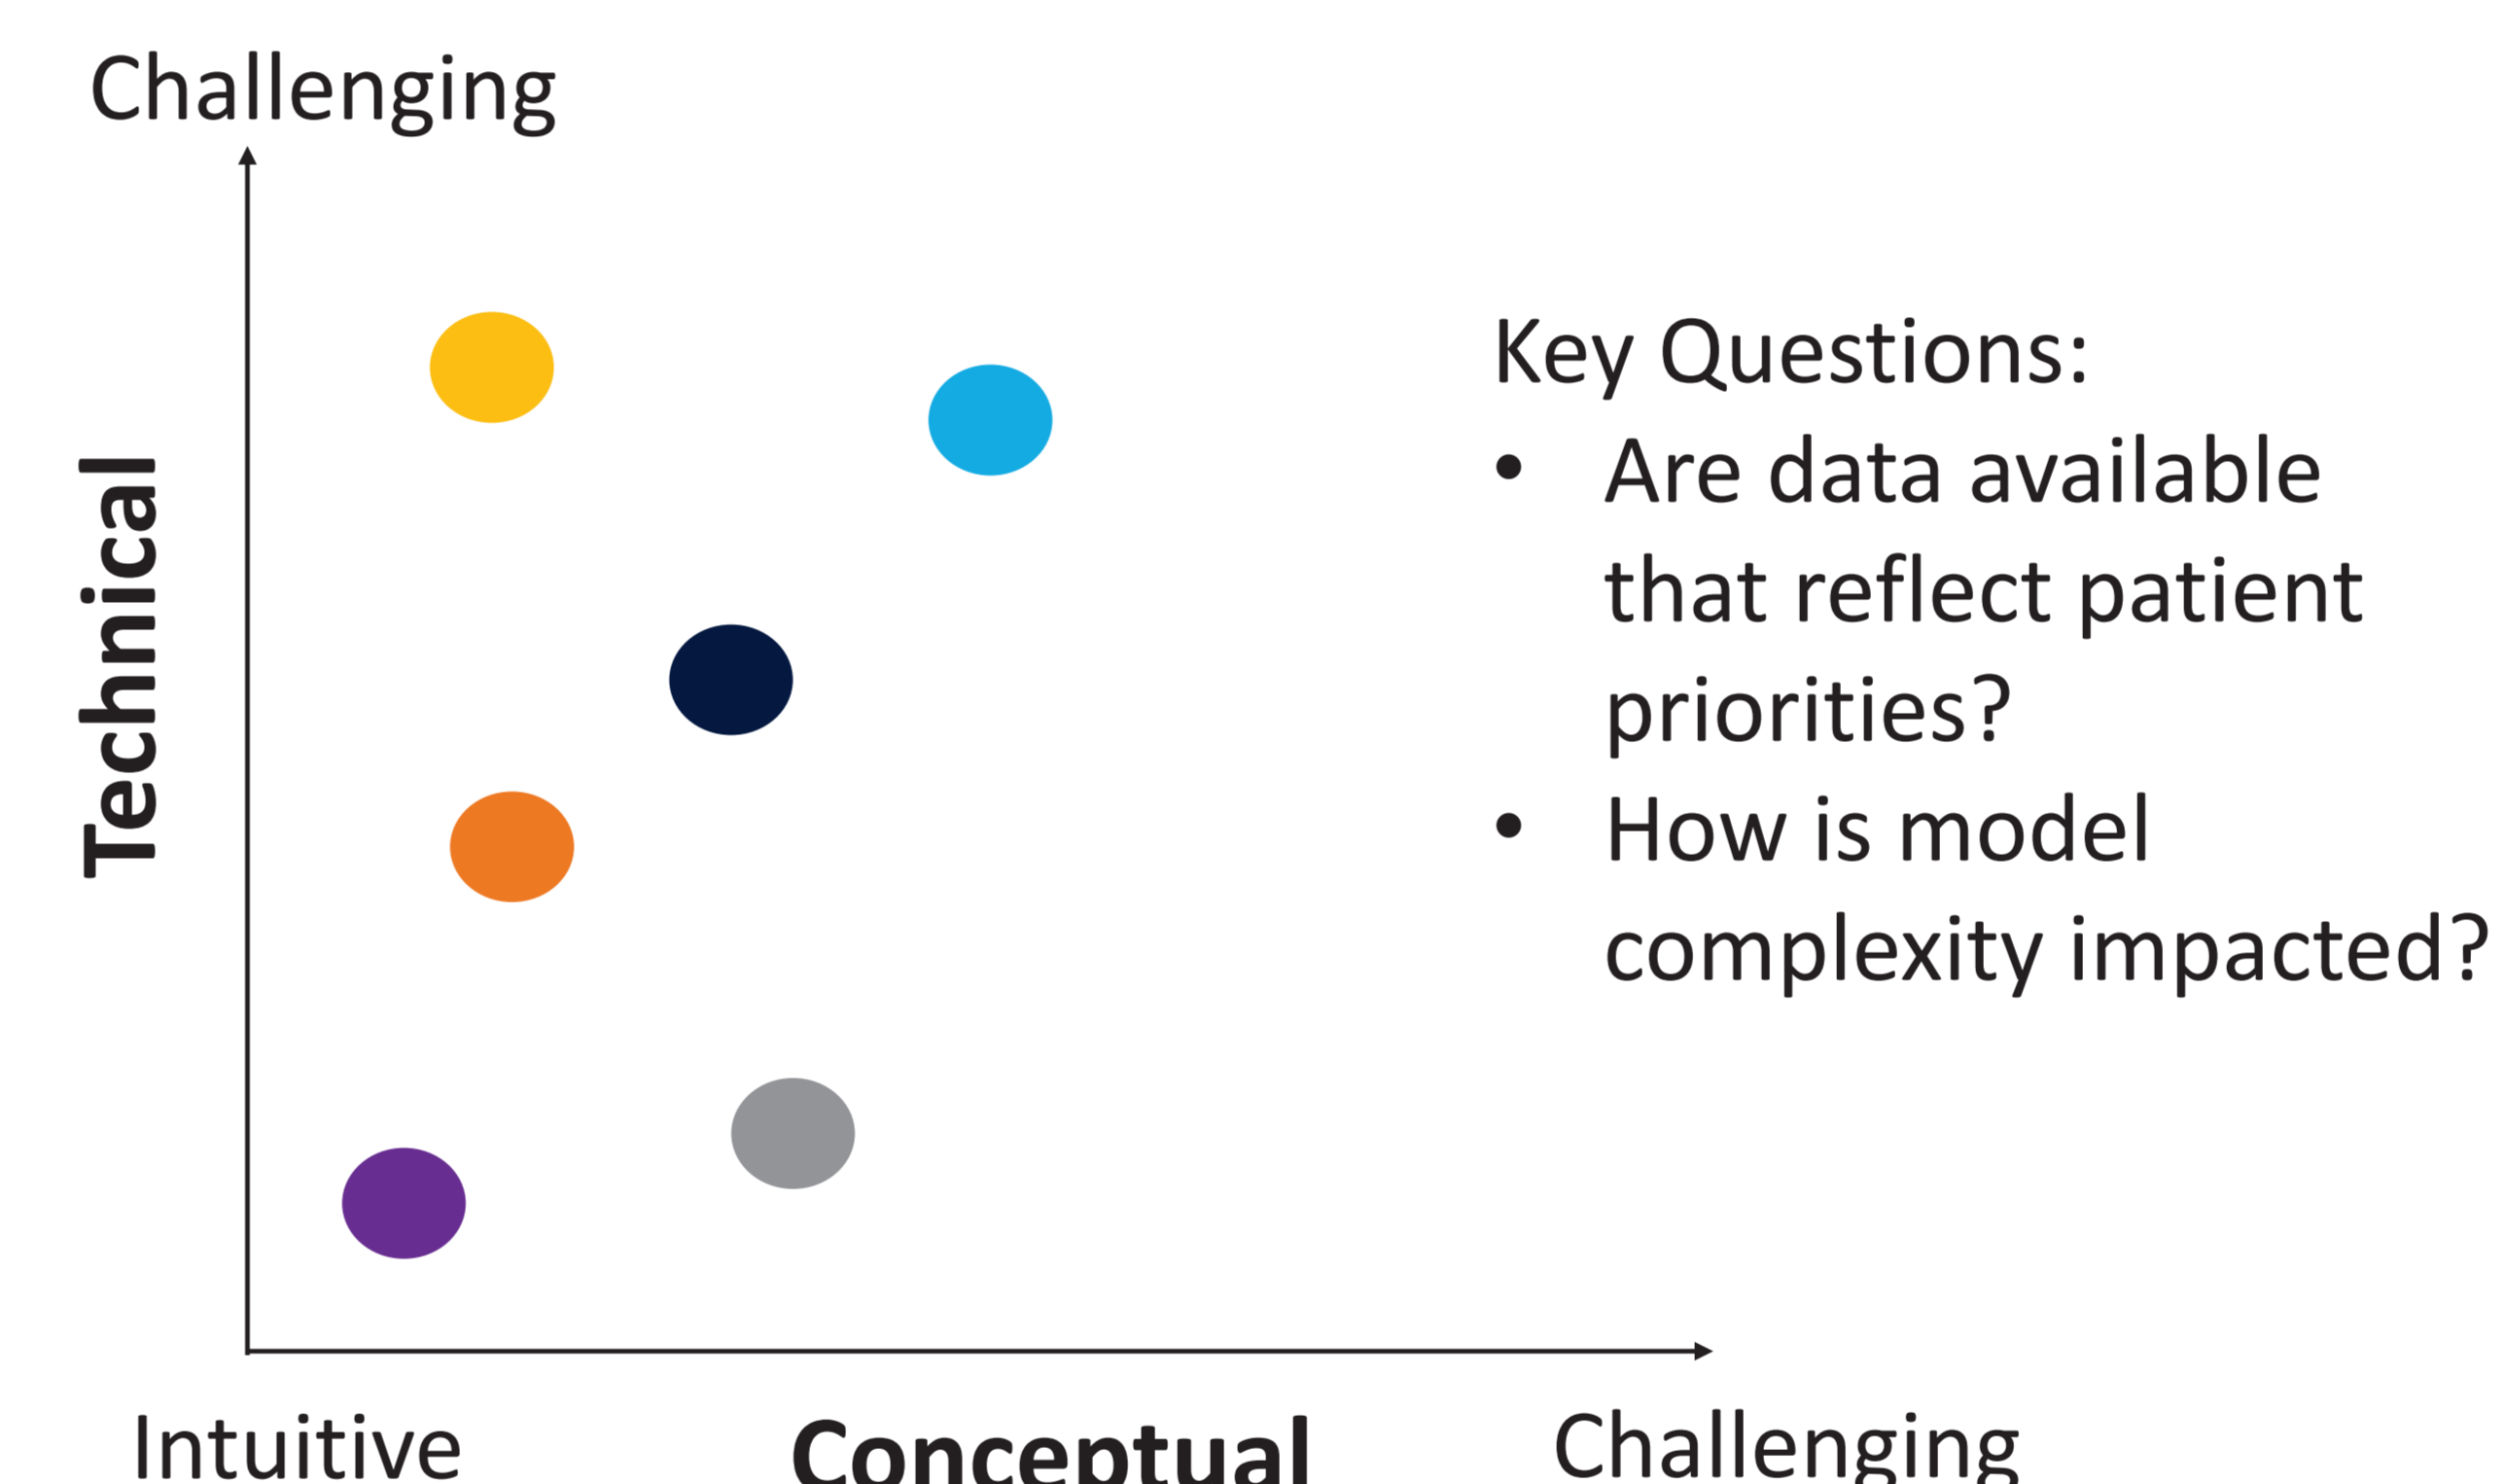 Challenging
Technical
Key Questions:
• Are data available
that reflect patient
priorities?
• How is model
complexity impacted?
Intuitive
Conceptual
Challenging